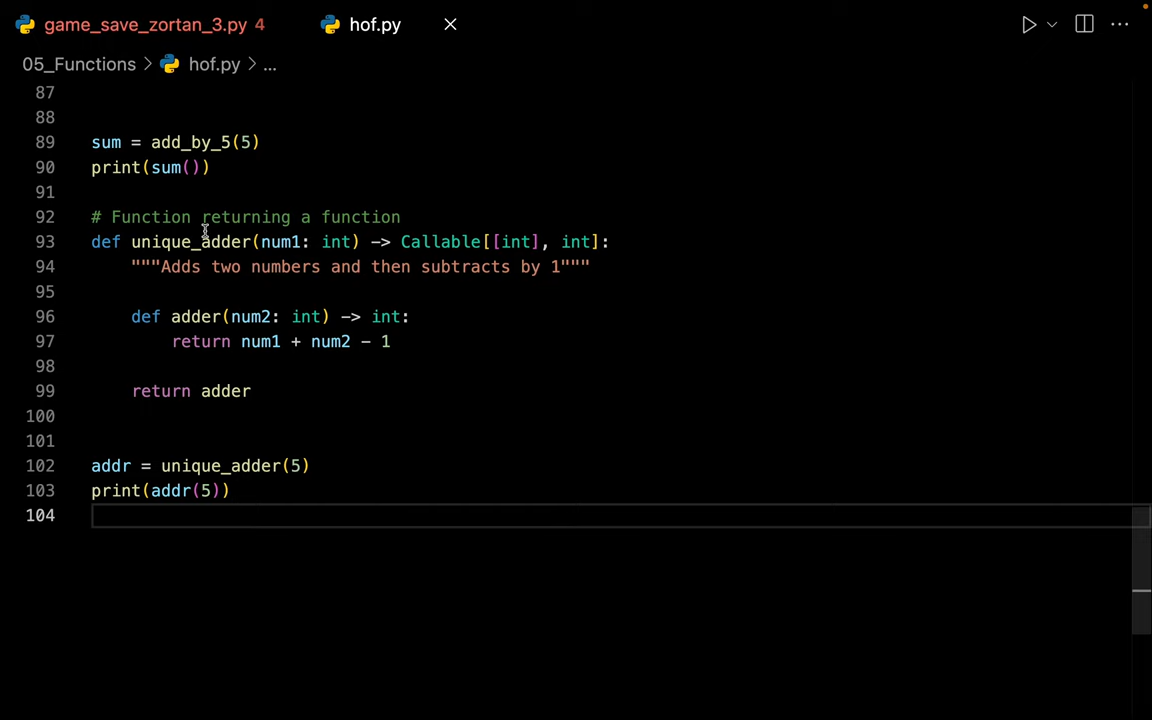 game_save_zortan_3.py 4 hof.py
05_Functions > hof.py > ...
87
88
89 sum = add_by_5(5)
90 print(sum())
91
92 # Function returning a function
93 def unique_adder(num1: int) -> Callable[[int], int]:
94 """Adds two numbers and then subtracts by 1"""
95
96 def adder(num2: int) -> int:
97 return num1 + num2 - 1
98
99 return adder
100
101
102 addr = unique_adder(5)
103 print(addr(5))
104